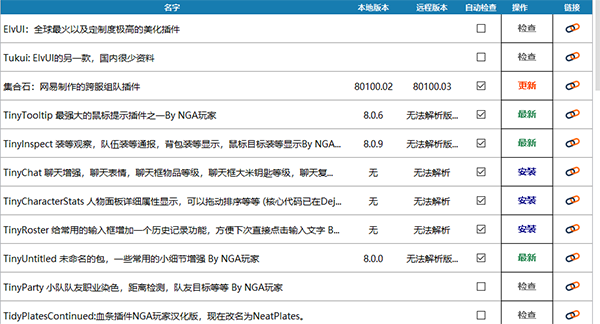 名字 本地版本 远程版本 自动检查 操作 链接
ElvUI：全球最火以及定制度极高的美化插件 检查
Tukui: ElvUI的另一款，国内很少资料 检查
集合石：网易制作的跨服组队插件 80100.02 80100.03 更新
TinyTooltip 最强大的鼠标提示插件之一By NGA玩家 8.0.6 无法解析版... 最新
TinyInspect 装等观察，队伍装等通报，背包装等显示，鼠标目标装等显示By NGA... 8.0.9 无法解析版... 最新
TinyChat 聊天增强，聊天表情，聊天框物品等级，聊天框大米钥匙等级，聊天复... 无 无法解析 安装
TinyCharacterStats 人物面板详细属性显示，可以拖动排序等等 (核心代码已在Dej... 无 无法解析 安装
TinyRoster 给常用的输入框增加一个历史记录功能，方便下次直接点击输入文字 B... 无 无法解析 安装
TinyUntitled 未命名的包，一些常用的小细节增强 By NGA玩家 8.0.0 无法解析版... 最新
TinyParty 小队队友职业染色，距离检测，队友目标等等 By NGA玩家 检查
TidyPlatesContinued:血条插件NGA玩家汉化版，现在改名为NeatPlates。 检查